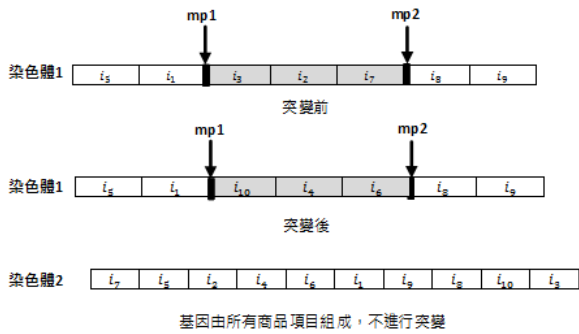 mp1 mp2
染色體1 i₅ i₁ i₃ i₂ i₇ i₈ i₉
突變前
mp1 mp2
染色體1 i₅ i₁ i₁₀ i₄ i₆ i₈ i₉
突變後
染色體2 i₇ i₅ i₂ i₄ i₆ i₁ i₉ i₈ i₁₀ i₃
基因由所有商品項目組成，不進行突變